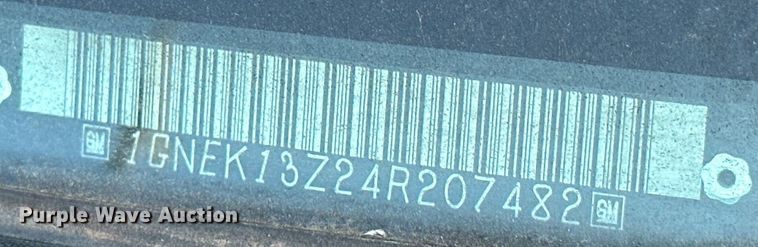 GM 1GNEK13Z24R207482 GM
Purple Wave Auction